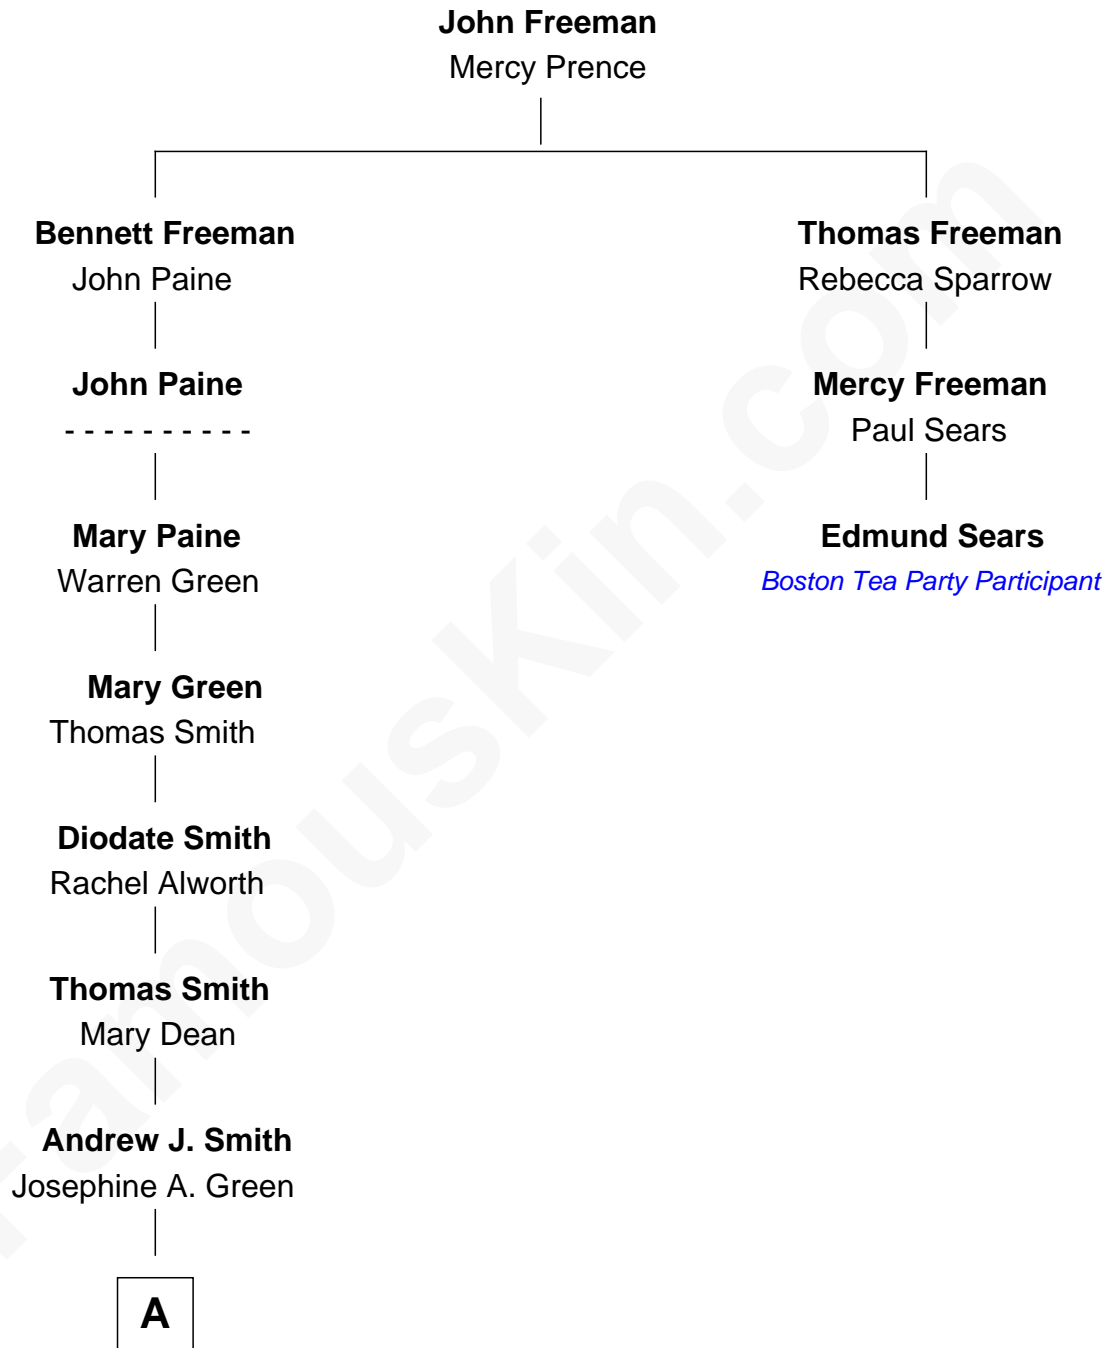 John Freeman
Mercy Prence
Bennett Freeman
John Paine
Thomas Freeman
Rebecca Sparrow
John Paine
- - - - - - - - - -
Mercy Freeman
Paul Sears
Mary Paine
Warren Green
Edmund Sears
Boston Tea Party Participant
Mary Green
Thomas Smith
Diodate Smith
Rachel Alworth
Thomas Smith
Mary Dean
Andrew J. Smith
Josephine A. Green
A
FamousKin.com